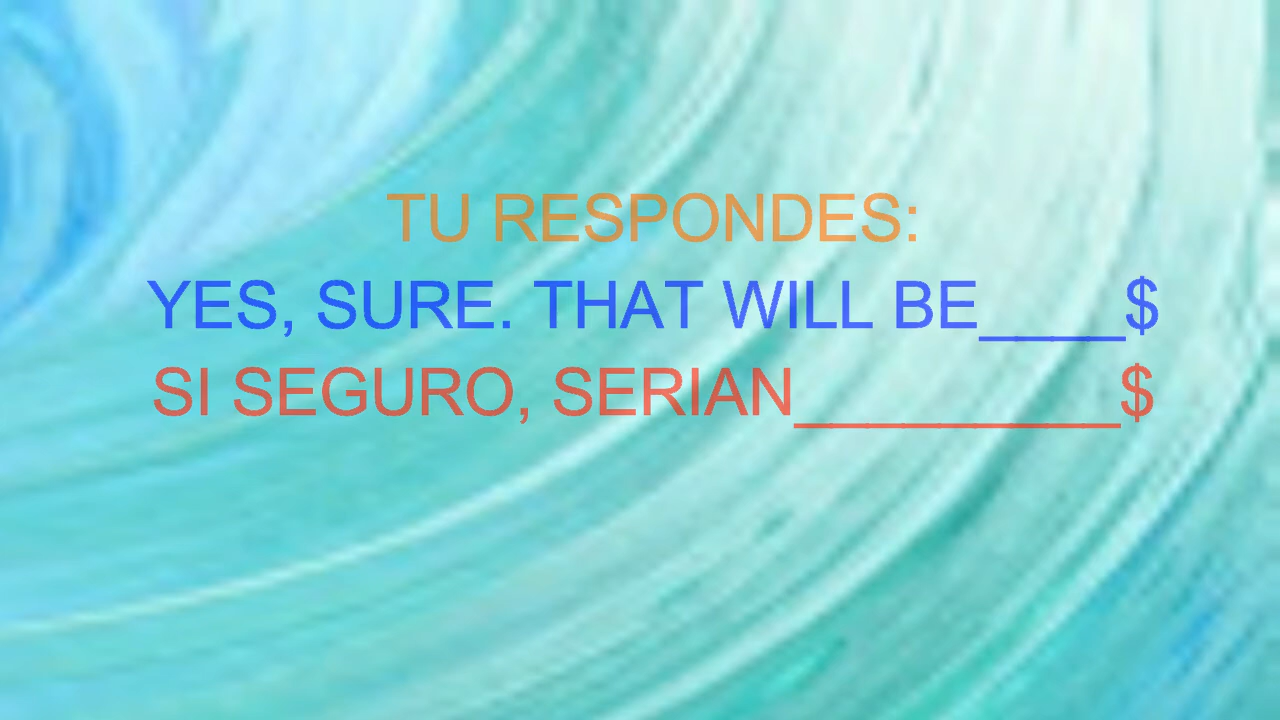 TU RESPONDES:
YES, SURE. THAT WILL BE____$
SI SEGURO, SERIAN_________$